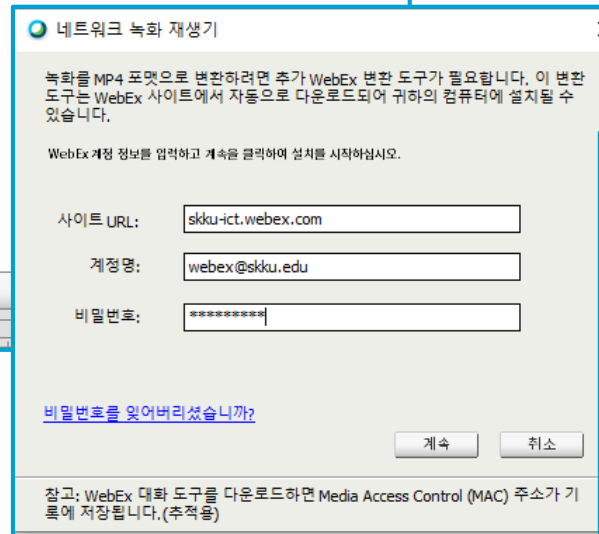 네트워크 녹화 재생기
녹화를 MP4 포맷으로 변환하려면 추가 WebEx 변환 도구가 필요합니다. 이 변환
도구는 WebEx 사이트에서 자동으로 다운로드되어 귀하의 컴퓨터에 설치될 수
있습니다.
WebEx 계정 정보를 입력하고 계속을 클릭하여 설치를 시작하십시오.
사이트 URL: skku-ict.webex.com
계정명: webex@skku.edu
비밀번호: *********
비밀번호를 잊어버리셨습니까?
계속 취소
참고: WebEx 대화 도구를 다운로드하면 Media Access Control (MAC) 주소가 기
록에 저장됩니다.(추적용)